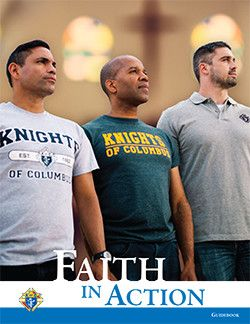 KNIGHTS
EST 1882
OF COLUMBUS
KNIGHTS
OF COLUMBUS
FAITH
IN ACTION
GUIDEBOOK